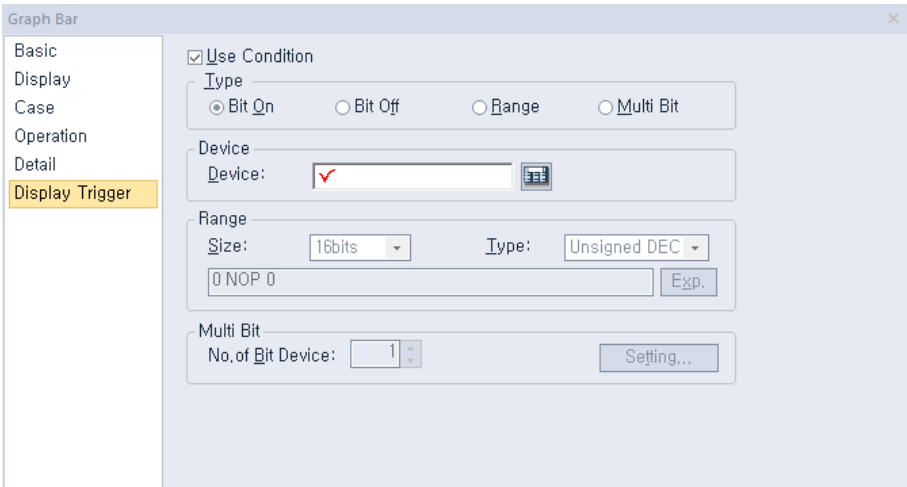 Graph Bar
Basic
Display
Case
Operation
Detail
Display Trigger
Use Condition
Type
Bit On
Bit Off
Range
Multi Bit
Device
Device:
Range
Size:
16bits
Type:
Unsigned DEC
0 NOP 0
Exp.
Multi Bit
No.of Bit Device:
1
Setting...